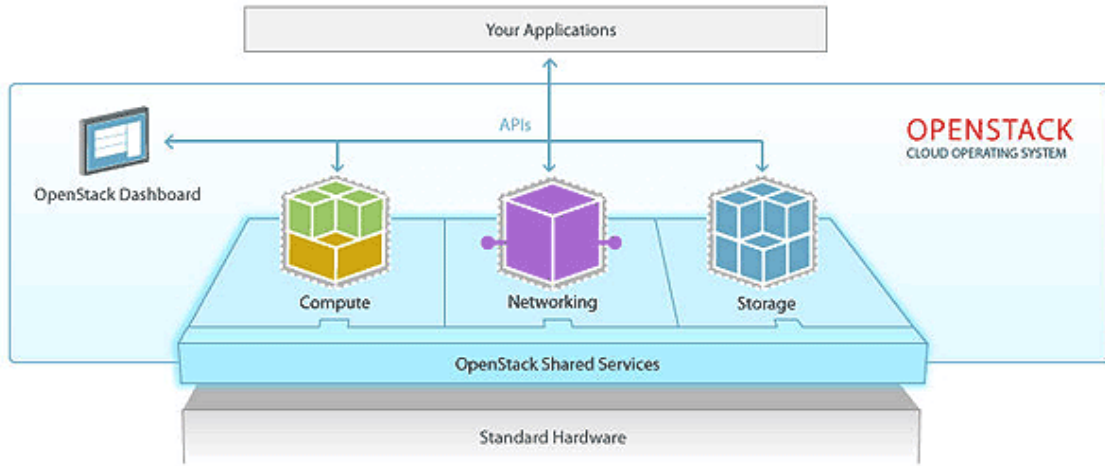 Your Applications
APIs
OPENSTACK
CLOUD OPERATING SYSTEM
OpenStack Dashboard
Compute
Networking
Storage
OpenStack Shared Services
Standard Hardware